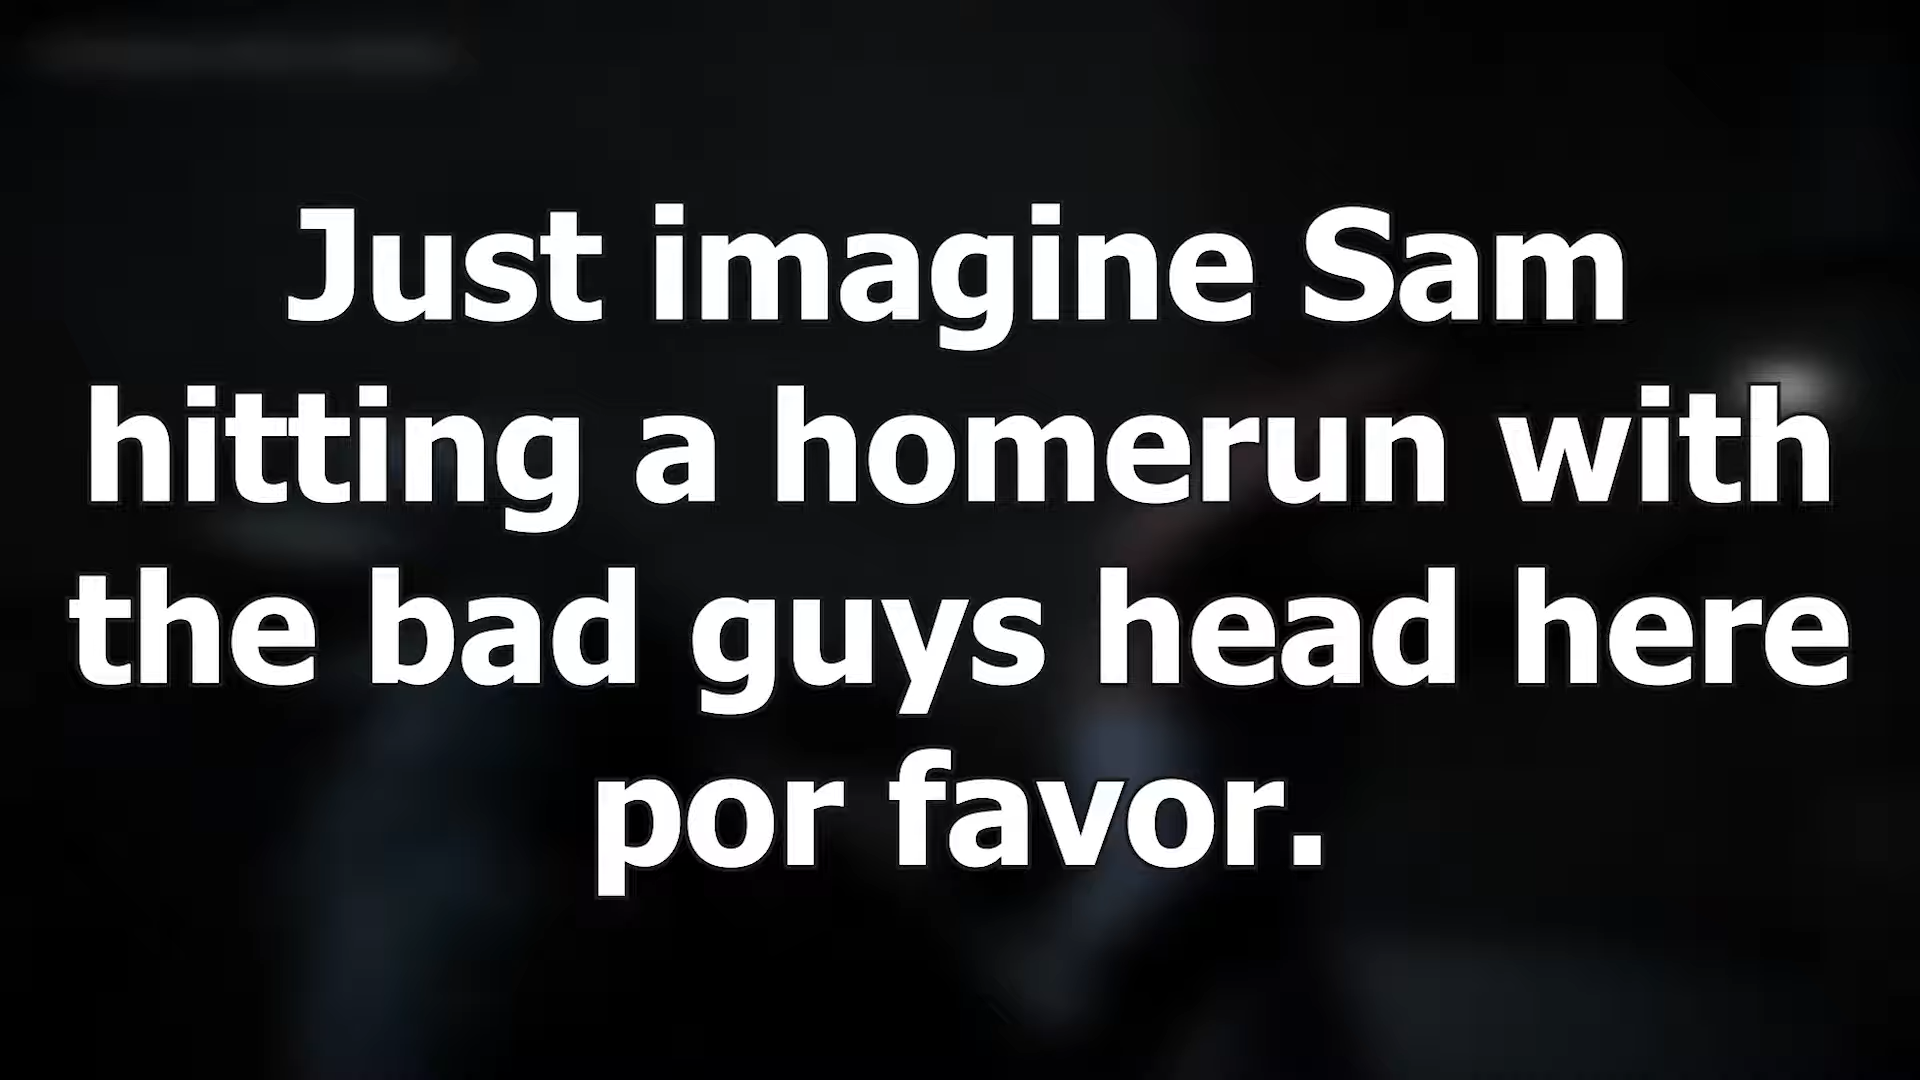 Just imagine Sam
hitting a homerun with
the bad guys head here
por favor.